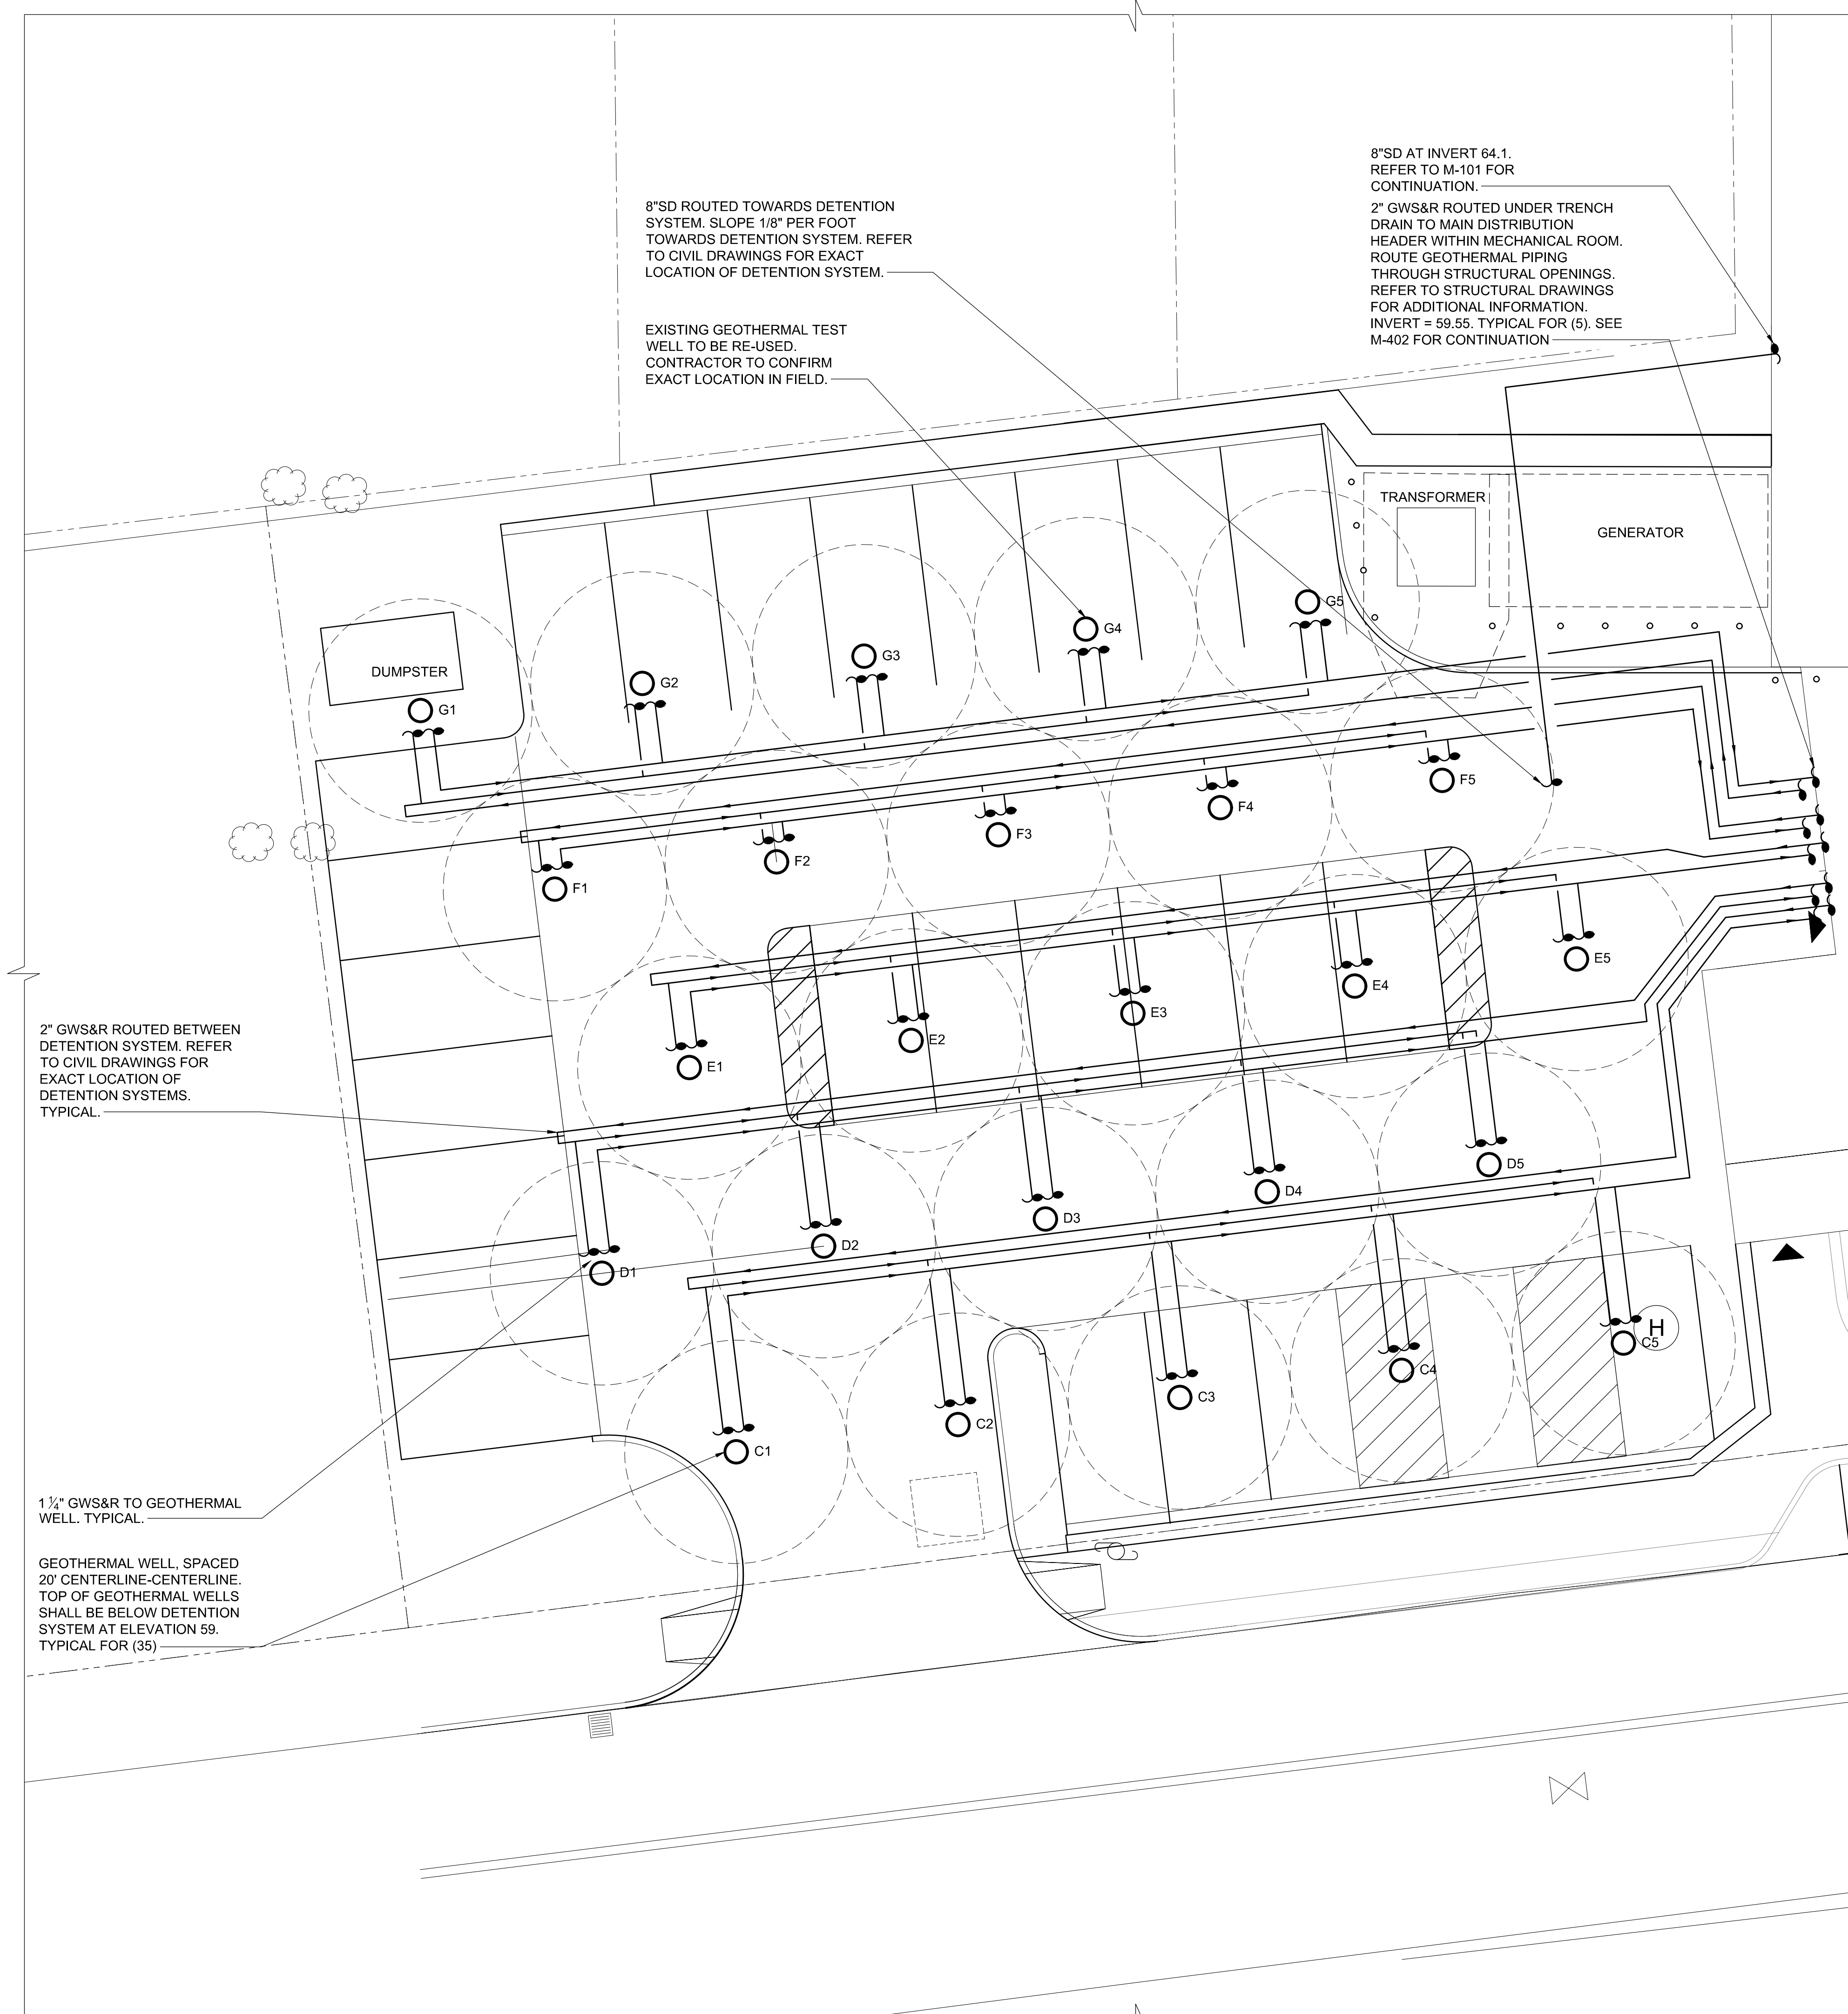 8"SD AT INVERT 64.1.
REFER TO M-101 FOR
CONTINUATION.
8"SD ROUTED TOWARDS DETENTION
SYSTEM. SLOPE 1/8" PER FOOT
TOWARDS DETENTION SYSTEM. REFER
TO CIVIL DRAWINGS FOR EXACT
LOCATION OF DETENTION SYSTEM.
2" GWS&R ROUTED UNDER TRENCH
DRAIN TO MAIN DISTRIBUTION
HEADER WITHIN MECHANICAL ROOM.
ROUTE GEOTHERMAL PIPING
THROUGH STRUCTURAL OPENINGS.
REFER TO STRUCTURAL DRAWINGS
FOR ADDITIONAL INFORMATION.
INVERT = 59.55. TYPICAL FOR (5). SEE
M-402 FOR CONTINUATION
EXISTING GEOTHERMAL TEST
WELL TO BE RE-USED.
CONTRACTOR TO CONFIRM
EXACT LOCATION IN FIELD.
TRANSFORMER
GENERATOR
DUMPSTER
G1
G2
G3
G4
G5
F1
F2
F3
F4
F5
E1
E2
E3
E4
E5
2" GWS&R ROUTED BETWEEN
DETENTION SYSTEM. REFER
TO CIVIL DRAWINGS FOR
EXACT LOCATION OF
DETENTION SYSTEMS.
TYPICAL.
D1
D2
D3
D4
D5
C1
C2
C3
C4
C5
H
1 ¼" GWS&R TO GEOTHERMAL
WELL. TYPICAL.
GEOTHERMAL WELL, SPACED
20' CENTERLINE-CENTERLINE.
TOP OF GEOTHERMAL WELLS
SHALL BE BELOW DETENTION
SYSTEM AT ELEVATION 59.
TYPICAL FOR (35)